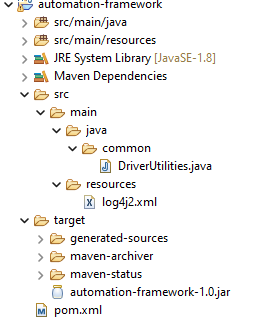 automation-framework
src/main/java
src/main/resources
JRE System Library [JavaSE-1.8]
Maven Dependencies
src
main
java
common
DriverUtilities.java
resources
log4j2.xml
target
generated-sources
maven-archiver
maven-status
automation-framework-1.0.jar
pom.xml